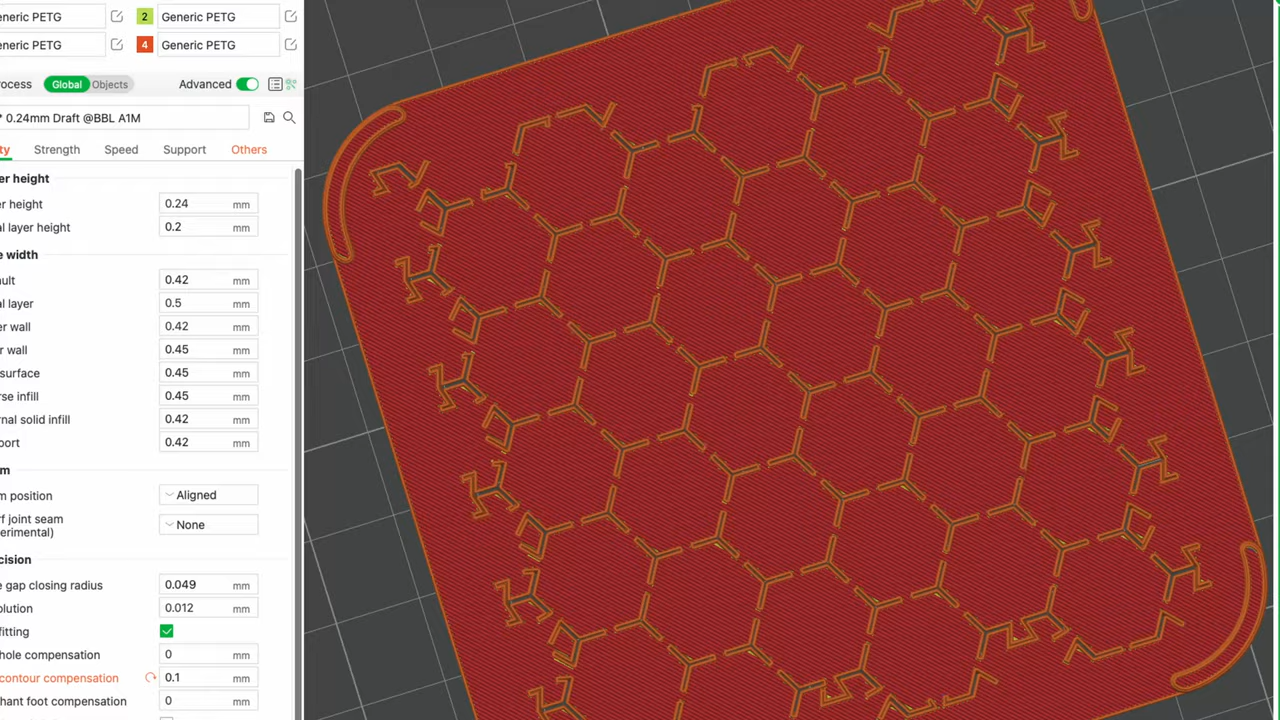 eneric PETG 2 Generic PETG
eneric PETG 4 Generic PETG
rocess Global Objects Advanced
* 0.24mm Draft @BBL A1M
ty Strength Speed Support Others
er height
er height 0.24 mm
al layer height 0.2 mm
e width
ult 0.42 mm
al layer 0.5 mm
er wall 0.42 mm
r wall 0.45 mm
surface 0.45 mm
rse infill 0.45 mm
rnal solid infill 0.42 mm
port 0.42 mm
m
m position Aligned
rf joint seam
erimental) None
cision
e gap closing radius 0.049 mm
olution 0.012 mm
fitting
hole compensation 0 mm
contour compensation 0.1 mm
hant foot compensation 0 mm